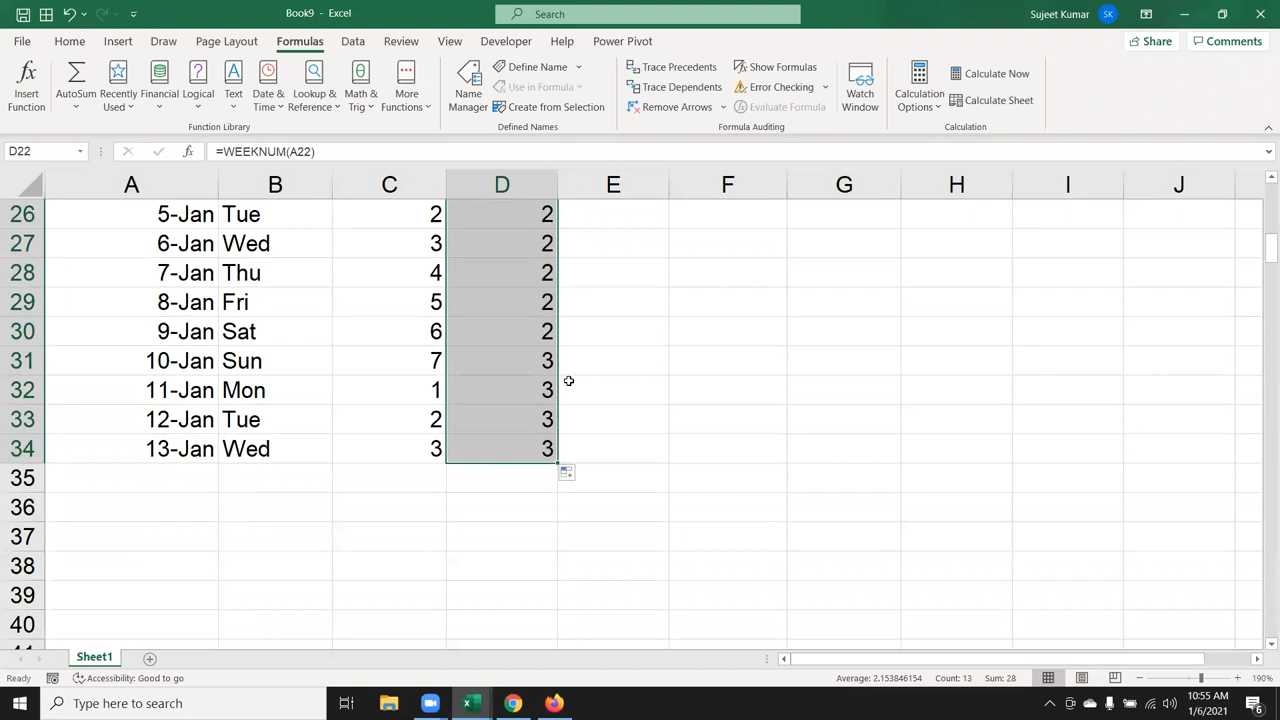 Book9 - Excel
Search
Sujeet Kumar
SK
File Home Insert Draw Page Layout Formulas Data Review View Developer Help Power Pivot
Share
Comments
Insert Function
AutoSum
Recently Used
Financial
Logical
Text
Date & Time
Lookup & Reference
Math & Trig
More Functions
Function Library
Name Manager
Define Name
Use in Formula
Create from Selection
Defined Names
Trace Precedents
Trace Dependents
Remove Arrows
Show Formulas
Error Checking
Evaluate Formula
Formula Auditing
Watch Window
Calculation Options
Calculate Now
Calculate Sheet
Calculation
D22
fx
=WEEKNUM(A22)
A B C D E F G H I J
26 5-Jan Tue 2 2
27 6-Jan Wed 3 2
28 7-Jan Thu 4 2
29 8-Jan Fri 5 2
30 9-Jan Sat 6 2
31 10-Jan Sun 7 3
32 11-Jan Mon 1 3
33 12-Jan Tue 2 3
34 13-Jan Wed 3 3
35
36
37
38
39
40
Sheet1
Ready
Accessibility: Good to go
Average: 2.153846154 Count: 13 Sum: 28
190%
Type here to search
10:55 AM
1/6/2021
6